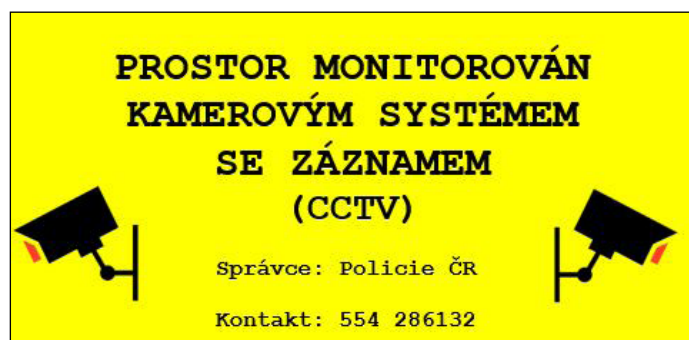 PROSTOR MONITOROVÁN
KAMEROVÝM SYSTÉMEM
SE ZÁZNAMEM
(CCTV)
Správce: Policie ČR
Kontakt: 554 286132